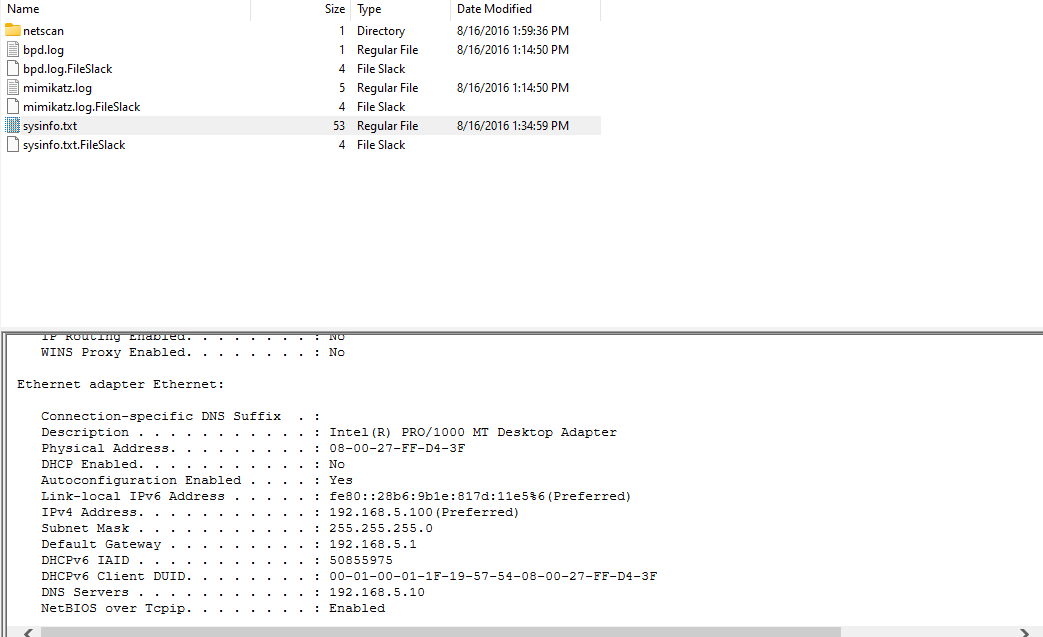 Name Size Type Date Modified
netscan 1 Directory 8/16/2016 1:59:36 PM
bpd.log 1 Regular File 8/16/2016 1:14:50 PM
bpd.log.FileSlack 4 File Slack
mimikatz.log 5 Regular File 8/16/2016 1:14:50 PM
mimikatz.log.FileSlack 4 File Slack
sysinfo.txt 53 Regular File 8/16/2016 1:34:59 PM
sysinfo.txt.FileSlack 4 File Slack
IP Routing Enabled. . . . . . . . : No
WINS Proxy Enabled. . . . . . . . : No
Ethernet adapter Ethernet:
Connection-specific DNS Suffix  . :
Description . . . . . . . . . . . : Intel(R) PRO/1000 MT Desktop Adapter
Physical Address. . . . . . . . . : 08-00-27-FF-D4-3F
DHCP Enabled. . . . . . . . . . . : No
Autoconfiguration Enabled . . . . : Yes
Link-local IPv6 Address . . . . . : fe80::28b6:9b1e:817d:11e5%6(Preferred)
IPv4 Address. . . . . . . . . . . : 192.168.5.100(Preferred)
Subnet Mask . . . . . . . . . . . : 255.255.255.0
Default Gateway . . . . . . . . . : 192.168.5.1
DHCPv6 IAID . . . . . . . . . . . : 50855975
DHCPv6 Client DUID. . . . . . . . : 00-01-00-01-1F-19-57-54-08-00-27-FF-D4-3F
DNS Servers . . . . . . . . . . . : 192.168.5.10
NetBIOS over Tcpip. . . . . . . . : Enabled